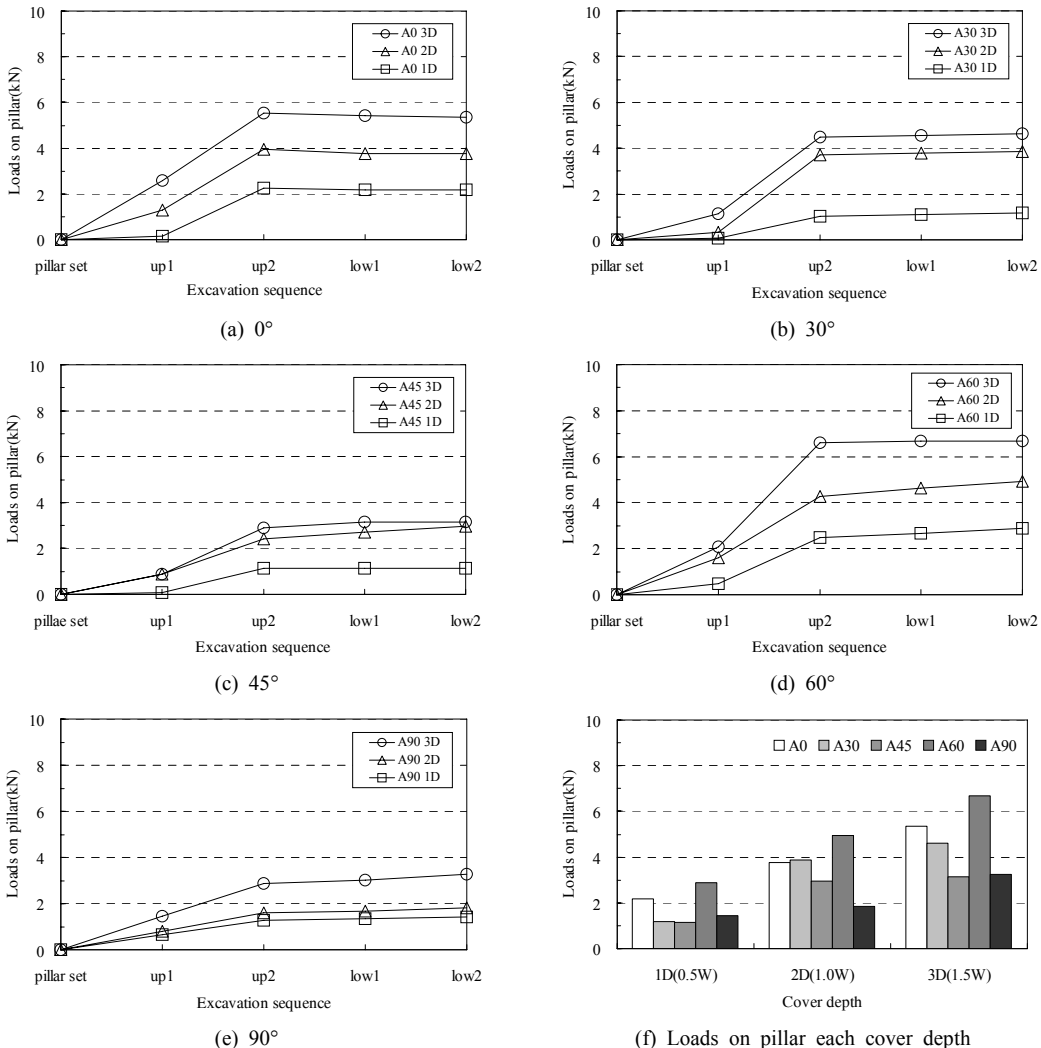 10
8
6
4
2
0
Loads on pillar(kN)
A0 3D
A0 2D
A0 1D
pillar set up1 up2 low1 low2
Excavation sequence
(a) 0°
10
8
6
4
2
0
Loads on pillar(kN)
A30 3D
A30 2D
A30 1D
pillar set up1 up2 low1 low2
Excavation sequence
(b) 30°
10
8
6
4
2
0
Loads on pillar(kN)
A45 3D
A45 2D
A45 1D
pillae set up1 up2 low1 low2
Excavation sequence
(c) 45°
10
8
6
4
2
0
Loads on pillar(kN)
A60 3D
A60 2D
A60 1D
pillar set up1 up2 low1 low2
Excavation sequence
(d) 60°
10
8
6
4
2
0
Loads on pillar(kN)
A90 3D
A90 2D
A90 1D
pillar set up1 up2 low1 low2
Excavation sequence
(e) 90°
10
8
6
4
2
0
Loads on pillar(kN)
A0 A30 A45 A60 A90
1D(0.5W) 2D(1.0W) 3D(1.5W)
Cover depth
(f) Loads on pillar each cover depth